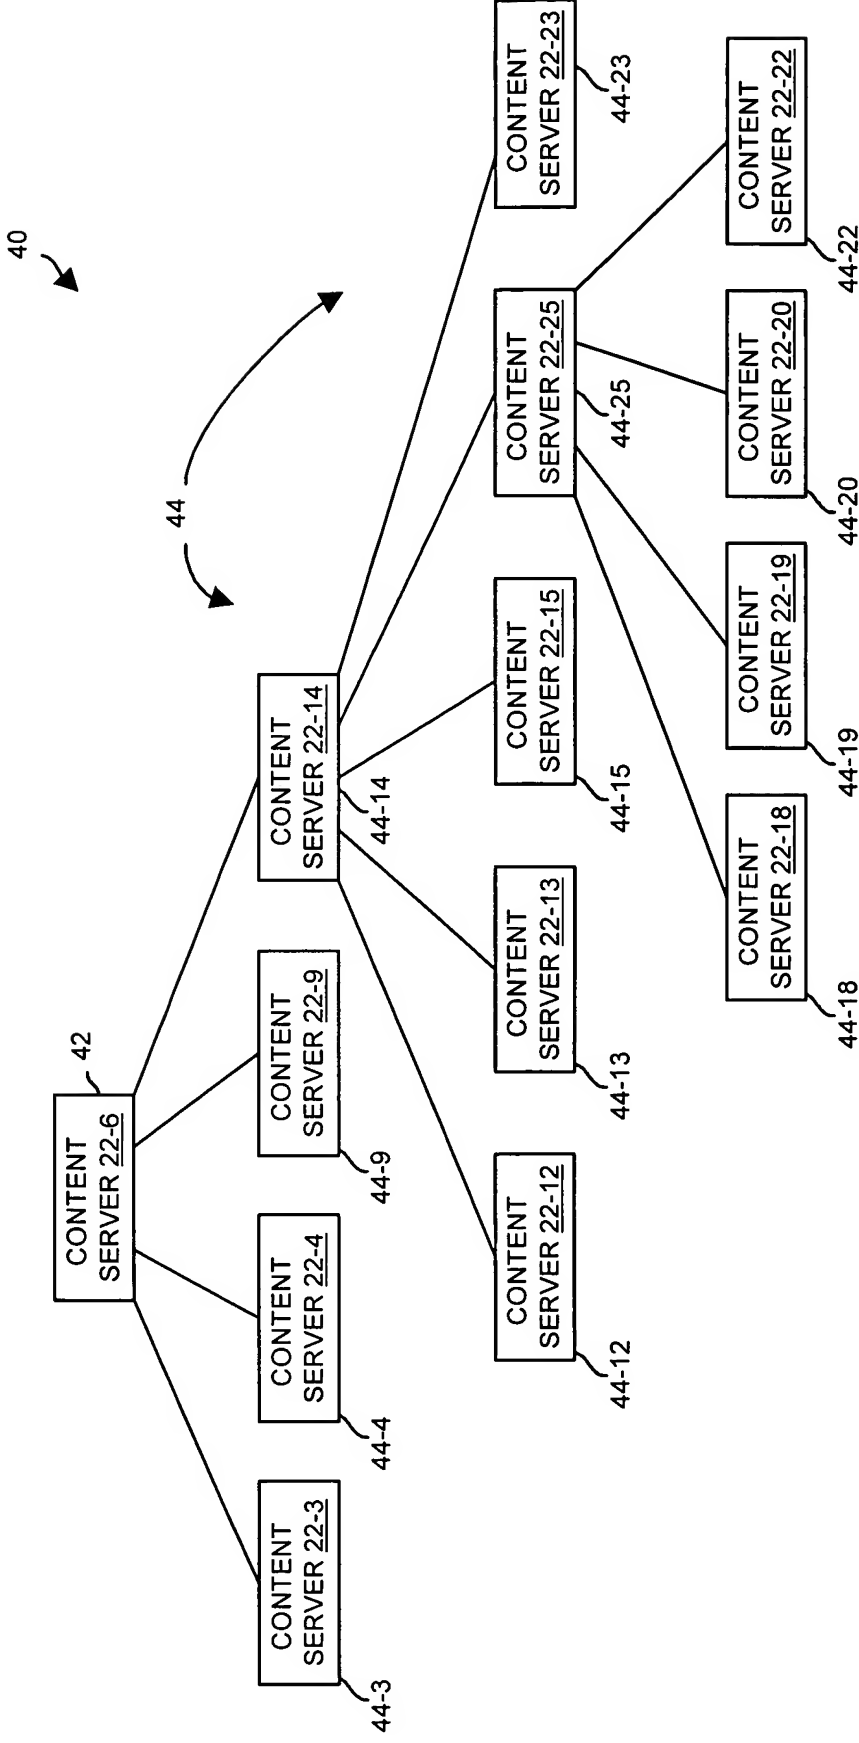 40
44
CONTENT
SERVER 22-6
42
CONTENT
SERVER 22-3
44-3
CONTENT
SERVER 22-4
44-4
CONTENT
SERVER 22-9
44-9
CONTENT
SERVER 22-14
44-14
CONTENT
SERVER 22-12
44-12
CONTENT
SERVER 22-13
44-13
CONTENT
SERVER 22-15
44-15
CONTENT
SERVER 22-25
44-25
CONTENT
SERVER 22-23
44-23
CONTENT
SERVER 22-18
44-18
CONTENT
SERVER 22-19
44-19
CONTENT
SERVER 22-20
44-20
CONTENT
SERVER 22-22
44-22